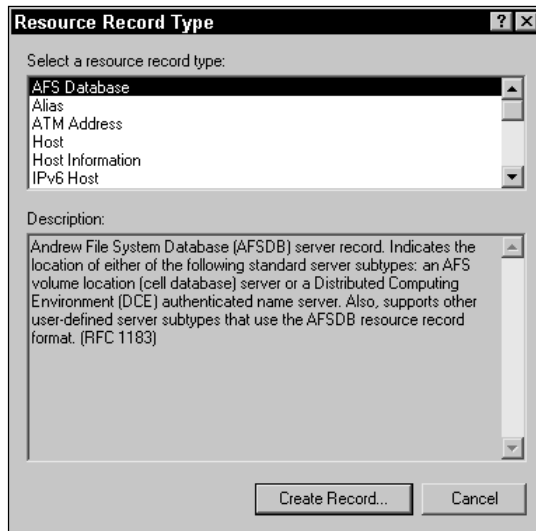 Resource Record Type
Select a resource record type:
AFS Database
Alias
ATM Address
Host
Host Information
IPv6 Host
Description:
Andrew File System Database (AFSDB) server record. Indicates the
location of either of the following standard server subtypes: an AFS
volume location (cell database) server or a Distributed Computing
Environment (DCE) authenticated name server. Also, supports other
user-defined server subtypes that use the AFSDB resource record
format. (RFC 1183)
Create Record... Cancel